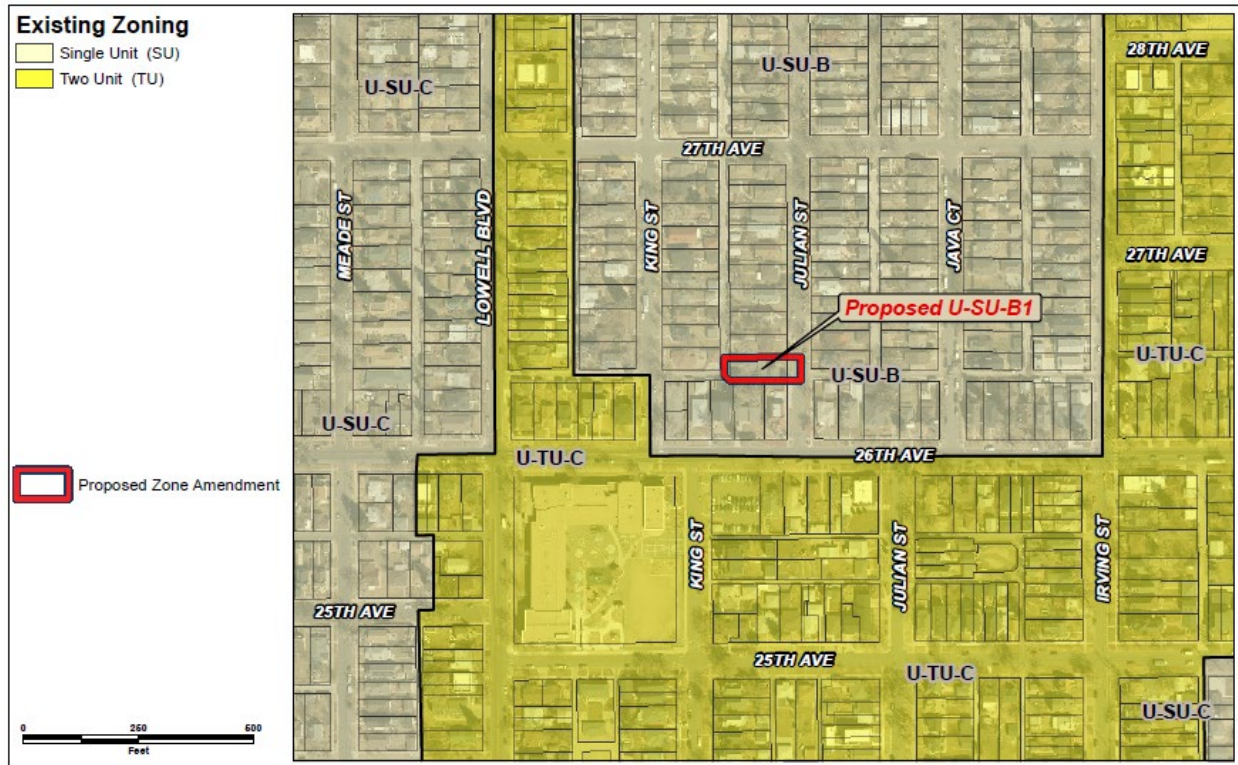 Existing Zoning
Single Unit (SU)
Two Unit (TU)
Proposed Zone Amendment
0 250 500
Feet
U-SU-C
U-SU-B
28TH AVE
27TH AVE
MEADE ST
LOWELL BLVD
KING ST
JULIAN ST
JAVA CT
27TH AVE
Proposed U-SU-B1
U-TU-C
U-SU-B
U-SU-C
U-TU-C
26TH AVE
KING ST
JULIAN ST
IRVING ST
25TH AVE
25TH AVE
U-TU-C
U-SU-C